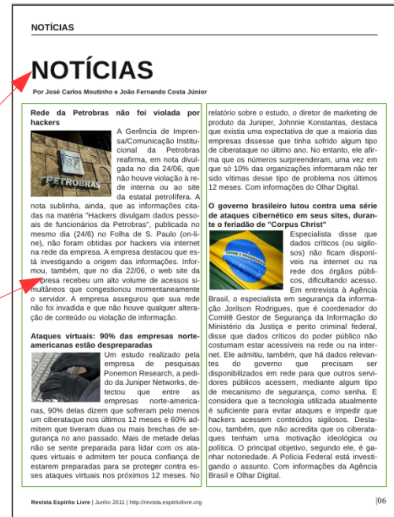 NOTÍCIAS
NOTÍCIAS
Por José Carlos Moutinho e João Fernando Costa Júnior
Rede da Petrobras não foi violada por
hackers
A Gerência de Impren-
sa/Comunicação Institu-
cional da Petrobras
reafirma, em nota divul-
gada no dia 24/06, que
não houve violação à re-
de interna ou ao site
da estatal petrolífera. A
PETROBRAS
nota sublinha, ainda, que as informações cita-
das na matéria "Hackers divulgam dados pesso-
ais de funcionários da Petrobras", publicada no
mesmo dia (24/6) no Folha de S. Paulo (on-li-
ne), não foram obtidas por hackers via internet
na rede da empresa. A empresa destacou que es-
tá investigando a origem das informações. Infor-
mou, também, que no dia 22/06, o web site da
empresa recebeu um alto volume de acessos si-
multâneos que congestionou momentaneamente
o servidor. A empresa assegurou que sua rede
não foi invadida e que não houve qualquer altera-
ção de conteúdo ou violação de informação.
Ataques virtuais: 90% das empresas norte-
americanas estão despreparadas
Um estudo realizado pela
empresa de pesquisas
Ponemon Research, a pedi-
do da Juniper Networks, de-
tectou que entre as
empresas norte-america-
nas, 90% delas dizem que sofreram pelo menos
um ciberataque nos últimos 12 meses e 60% ad-
mitem que tiveram duas ou mais brechas de se-
gurança no ano passado. Mais de metade delas
não se sente preparada para lidar com os ata-
ques virtuais e admitem ter pouca confiança de
estarem preparadas para se proteger contra es-
ses ataques virtuais nos próximos 12 meses. No
relatório sobre o estudo, o diretor de marketing de
produto da Juniper, Johnnie Konstantas, destaca
que existia uma expectativa de que a maioria das
empresas dissesse que tinha sofrido algum tipo
de ciberataque no último ano. No entanto, ele afir-
ma que os números surpreenderam, uma vez em
que só 10% das organizações informaram não ter
sido vítimas desse tipo de problema nos últimos
12 meses. Com informações do Olhar Digital.
O governo brasileiro lutou contra uma série
de ataques cibernético em seus sites, duran-
te o feriadão de "Corpus Christ"
Especialista disse que
dados críticos (ou sigilo-
sos) não ficam disponí-
veis na internet ou na
rede dos órgãos públi-
cos, dificultando acesso.
Em entrevista à Agência
Brasil, o especialista em segurança da informa-
ção Jorilson Rodrigues, que é coordenador do
Comitê Gestor de Segurança da Informação do
Ministério da Justiça e perito criminal federal,
disse que dados críticos do poder público não
costumam estar acessíveis na rede ou na inter-
net. Ele admitiu, também, que há dados relevan-
tes do governo que precisam ser
disponibilizados em rede para que outros servi-
dores públicos acessem, mediante algum tipo
de mecanismo de segurança, como senha. E
considera que a tecnologia utilizada atualmente
é suficiente para evitar ataques e impedir que
hackers acessem conteúdos sigilosos. Desta-
cou, também, que não acredita que os ciberata-
ques tenham uma motivação ideológica ou
política. O principal objetivo, segundo ele, é ga-
nhar notoriedade. A Polícia Federal está investi-
gando o assunto. Com informações da Agência
Brasil e Olhar Digital.
Revista Espírito Livre | Junho 2011 | http://revista.espiritolivre.org
|06